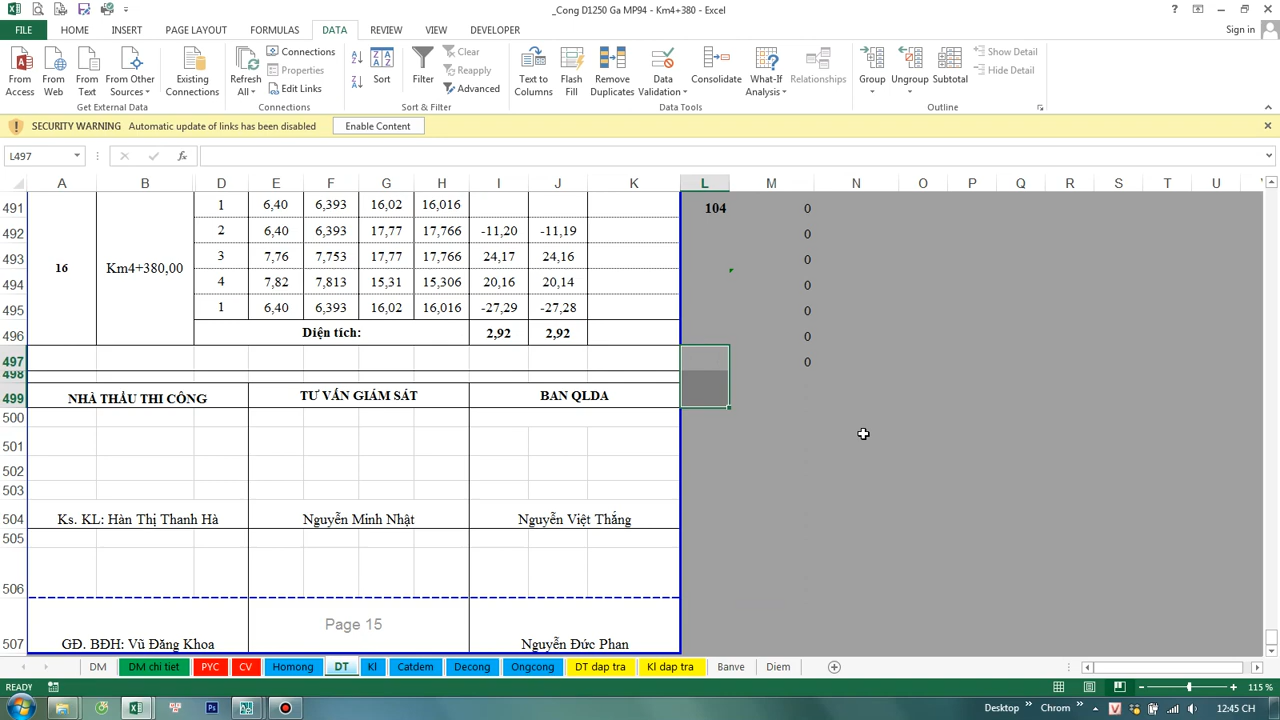 _Cong D1250 Ga MP94 - Km4+380 - Excel
FILE HOME INSERT PAGE LAYOUT FORMULAS DATA REVIEW VIEW DEVELOPER Sign in
From Access From Web From Text From Other Sources Existing Connections Refresh All Connections Properties Edit Links Sort Filter Clear Reapply Advanced Text to Columns Flash Fill Remove Duplicates Data Validation Consolidate What-If Analysis Relationships Group Ungroup Subtotal Show Detail Hide Detail
Get External Data Connections Sort & Filter Data Tools Outline
SECURITY WARNING Automatic update of links has been disabled Enable Content
L497
A B D E F G H I J K L M N O P Q R S T U
491 1 6,40 6,393 16,02 16,016 104 0
492 2 6,40 6,393 17,77 17,766 -11,20 -11,19 0
493 3 7,76 7,753 17,77 17,766 24,17 24,16 0
16 Km4+380,00
494 4 7,82 7,813 15,31 15,306 20,16 20,14 0
495 1 6,40 6,393 16,02 16,016 -27,29 -27,28 0
496 Diện tích: 2,92 2,92 0
497 0
498
499 NHÀ THẦU THI CÔNG TƯ VẤN GIÁM SÁT BAN QLDA
500
501
502
503
504 Ks. KL: Hàn Thị Thanh Hà Nguyễn Minh Nhật Nguyễn Việt Thắng
505
506
Page 15
507 GĐ. BĐH: Vũ Đăng Khoa Nguyễn Đức Phan
DM DM chi tiet PYC CV Homong DT Kl Catdem Decong Ongcong DT dap tra Kl dap tra Banve Diem
READY 115 %
Desktop Chrom 12:45 CH